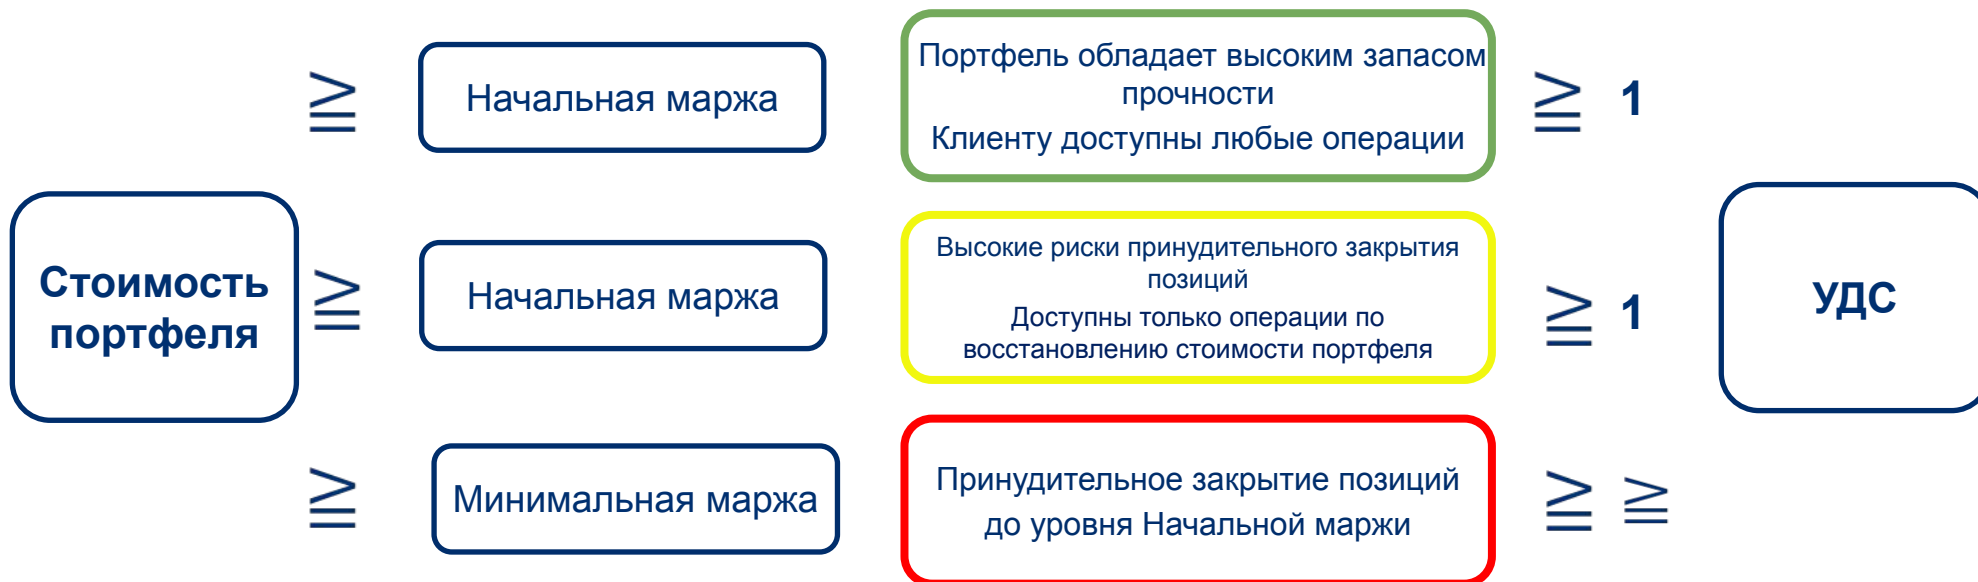 ≧
Начальная маржа
Портфель обладает высоким запасом
прочности
Клиенту доступны любые операции
≧ 1
Стоимость
портфеля
≧
Начальная маржа
Высокие риски принудительного закрытия
позиций
Доступны только операции по
восстановлению стоимости портфеля
≧ 1
УДС
≧
Минимальная маржа
Принудительное закрытие позиций
до уровня Начальной маржи
≧ ≧